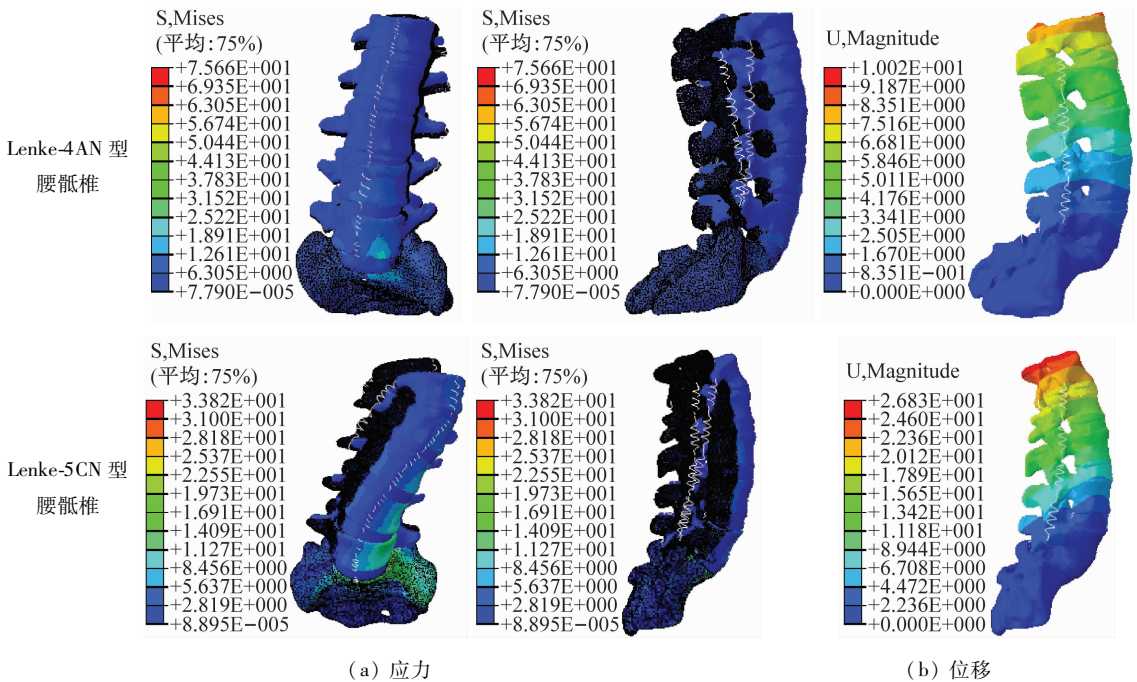 S,Mises
(平均:75%)
+7.566E+001
+6.935E+001
+6.305E+001
+5.674E+001
+5.044E+001
+4.413E+001
+3.783E+001
+3.152E+001
+2.522E+001
+1.891E+001
+1.261E+001
+6.305E+000
+7.790E-005
S,Mises
(平均:75%)
+7.566E+001
+6.935E+001
+6.305E+001
+5.674E+001
+5.044E+001
+4.413E+001
+3.783E+001
+3.152E+001
+2.522E+001
+1.891E+001
+1.261E+001
+6.305E+000
+7.790E-005
U,Magnitude
+1.002E+001
+9.187E+000
+8.351E+000
+7.516E+000
+6.681E+000
+5.846E+000
+5.011E+000
+4.176E+000
+3.341E+000
+2.505E+000
+1.670E+000
+8.351E-001
+0.000E+000
Lenke-4AN 型
腰骶椎
S,Mises
(平均:75%)
+3.382E+001
+3.100E+001
+2.818E+001
+2.537E+001
+2.255E+001
+1.973E+001
+1.691E+001
+1.409E+001
+1.127E+001
+8.456E+000
+5.637E+000
+2.819E+000
+8.895E-005
S,Mises
(平均:75%)
+3.382E+001
+3.100E+001
+2.818E+001
+2.537E+001
+2.255E+001
+1.973E+001
+1.691E+001
+1.409E+001
+1.127E+001
+8.456E+000
+5.637E+000
+2.819E+000
+8.895E-005
U,Magnitude
+2.683E+001
+2.460E+001
+2.236E+001
+2.012E+001
+1.789E+001
+1.565E+001
+1.342E+001
+1.118E+001
+8.944E+000
+6.708E+000
+4.472E+000
+2.236E+000
+0.000E+000
Lenke-5CN 型
腰骶椎
(a) 应力
(b) 位移